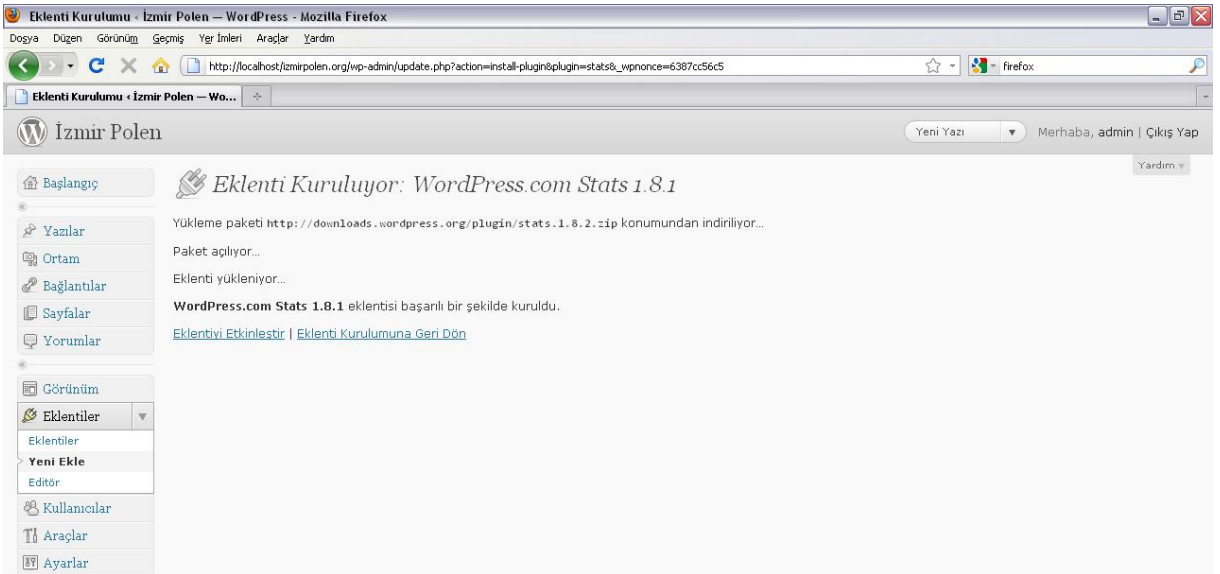 Eklenti Kurulumu ‹ İzmir Polen — WordPress - Mozilla Firefox
Dosya Düzen Görünüm Geçmiş Yer İmleri Araçlar Yardım
http://localhost/izmirpolen.org/wp-admin/update.php?action=install-plugin&plugin=stats&_wpnonce=6387cc56c5 firefox
Eklenti Kurulumu ‹ İzmir Polen — Wo...
İzmir Polen Yeni Yazı Merhaba, admin | Çıkış Yap
Yardım
Başlangıç
Yazılar
Ortam
Bağlantılar
Sayfalar
Yorumlar
Görünüm
Eklentiler
Eklentiler
Yeni Ekle
Editör
Kullanıcılar
Araçlar
Ayarlar
Eklenti Kuruluyor: WordPress.com Stats 1.8.1
Yükleme paketi http://downloads.wordpress.org/plugin/stats.1.8.2.zip konumundan indiriliyor...
Paket açılıyor...
Eklenti yükleniyor...
WordPress.com Stats 1.8.1 eklentisi başarılı bir şekilde kuruldu.
Eklentiyi Etkinleştir | Eklenti Kurulumuna Geri Dön